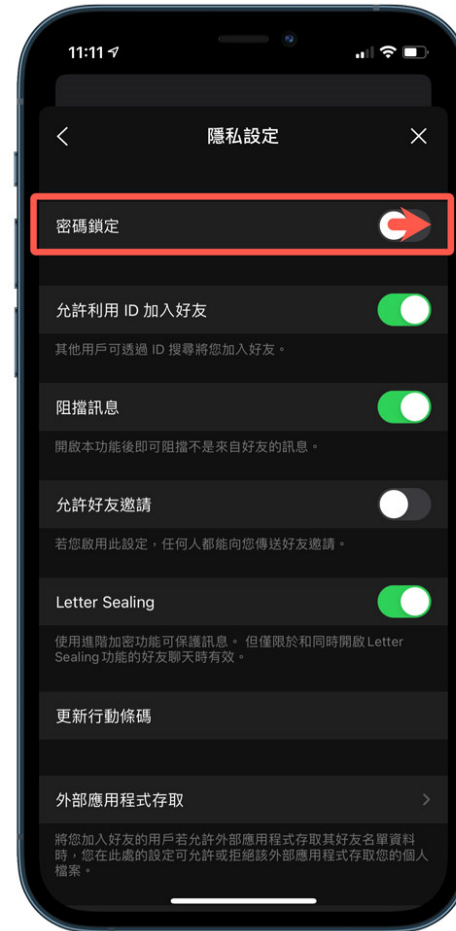 11:11
隱私設定
密碼鎖定
允許利用 ID 加入好友
其他用戶可透過 ID 搜尋將您加入好友。
阻擋訊息
開啟本功能後即可阻擋不是來自好友的訊息。
允許好友邀請
若您啟用此設定，任何人都能向您傳送好友邀請。
Letter Sealing
使用進階加密功能可保護訊息。 但僅限於和同時開啟 Letter
Sealing 功能的好友聊天時有效。
更新行動條碼
外部應用程式存取
將您加入好友的用戶若允許外部應用程式存取其好友名單資料
時，您在此處的設定可允許或拒絕該外部應用程式存取您的個人
檔案。